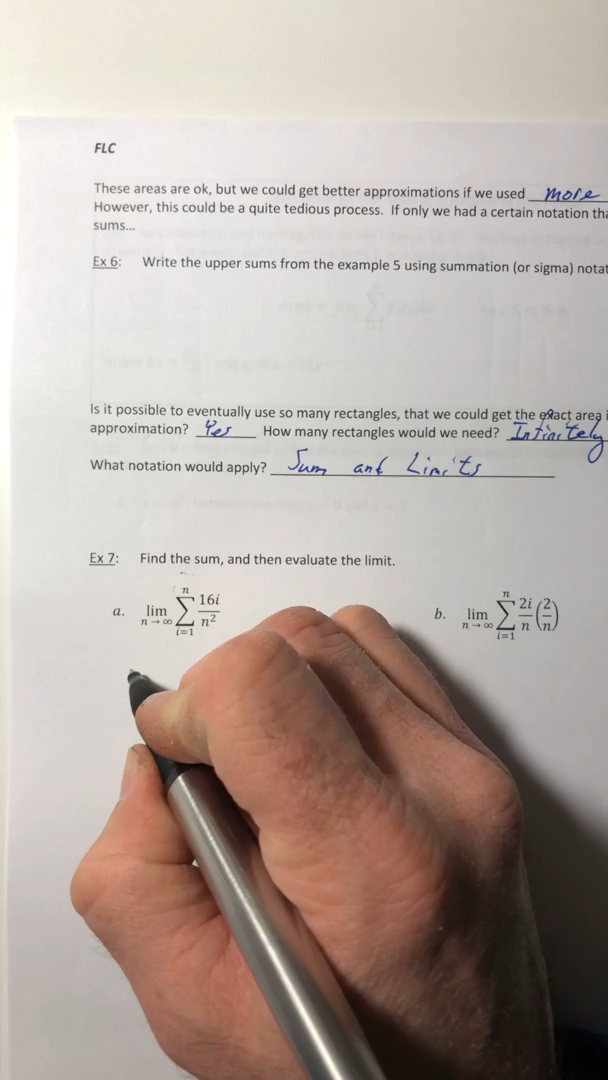 FLC
These areas are ok, but we could get better approximations if we used more
However, this could be a quite tedious process. If only we had a certain notation tha
sums...
Ex 6: Write the upper sums from the example 5 using summation (or sigma) notat
Is it possible to eventually use so many rectangles, that we could get the exact area i
approximation? Yes How many rectangles would we need? Infinitely
What notation would apply? Sum and Limits
Ex 7: Find the sum, and then evaluate the limit.
a. lim n→∞ ∑ i=1 n 16i/n² b. lim n→∞ ∑ i=1 n 2i/n (2/n)